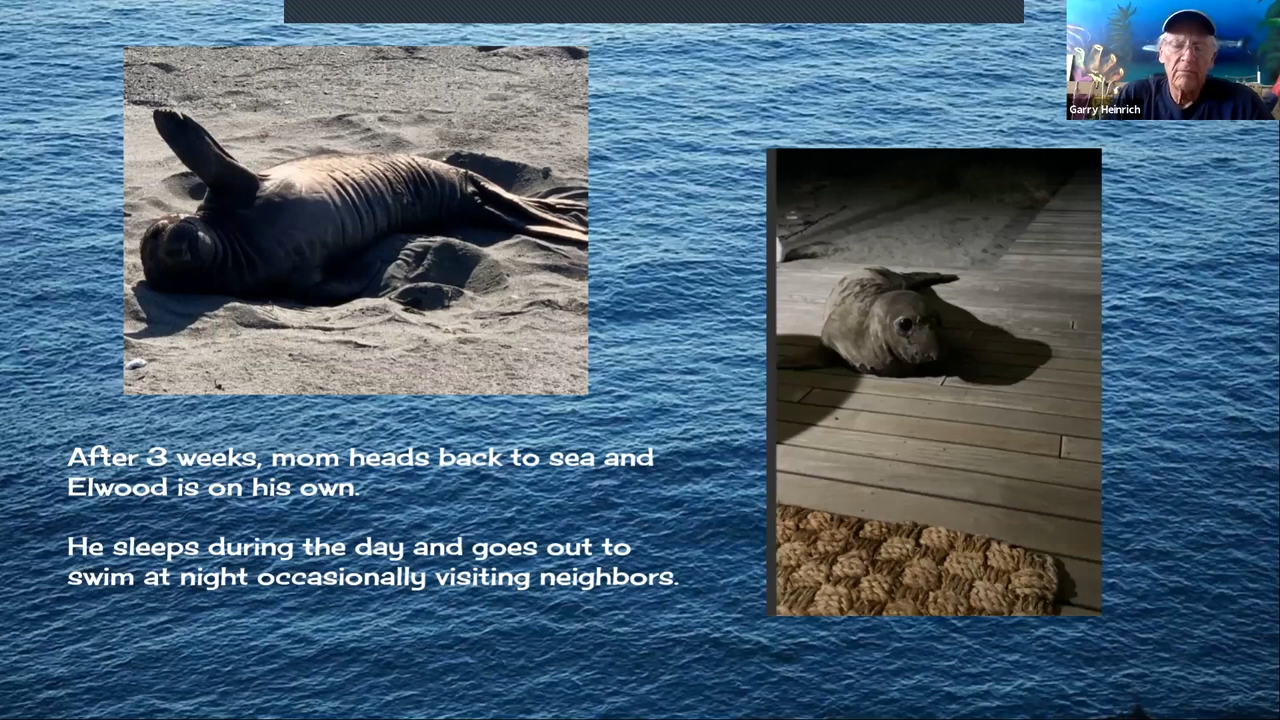 Garry Heinrich
After 3 weeks, mom heads back to sea and
Elwood is on his own.
He sleeps during the day and goes out to
swim at night occasionally visiting neighbors.